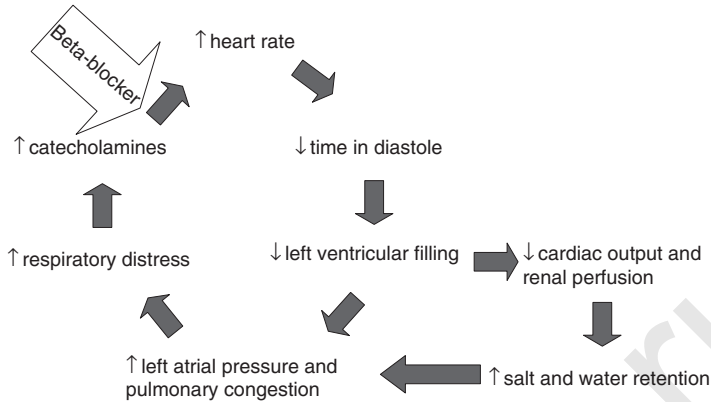 Beta-blocker
↑ heart rate
↑ catecholamines
↓ time in diastole
↑ respiratory distress
↓ left ventricular filling
↓ cardiac output and
renal perfusion
↑ left atrial pressure and
pulmonary congestion
↑ salt and water retention